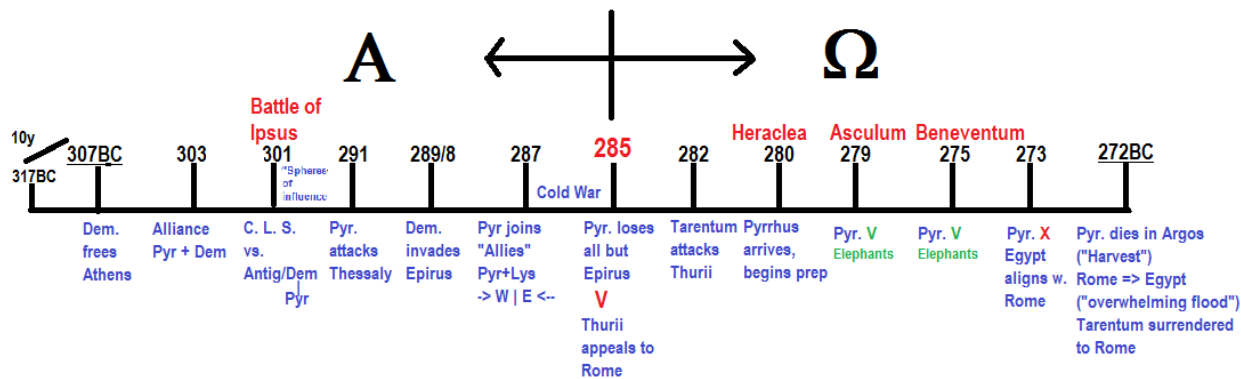 Α
Ω
Battle of
Ipsus
Heraclea
Asculum
Beneventum
10y
317BC
307BC
303
301
291
289/8
287
285
282
280
279
275
273
272BC
"Spheres
of
influence
Cold War
Dem.
frees
Athens
Alliance
Pyr + Dem
C. L. S.
vs.
Antig/Dem
|
Pyr
Pyr.
attacks
Thessaly
Dem.
invades
Epirus
Pyr joins
"Allies"
Pyr+Lys
-> W | E <--
Pyr. loses
all but
Epirus
V
Thurii
appeals to
Rome
Tarentum
attacks
Thurii
Pyrrhus
arrives,
begins prep
Pyr. V
Elephants
Pyr. V
Elephants
Pyr. X
Egypt
aligns w.
Rome
Pyr. dies in Argos
("Harvest")
Rome => Egypt
("overwhelming flood")
Tarentum surrendered
to Rome